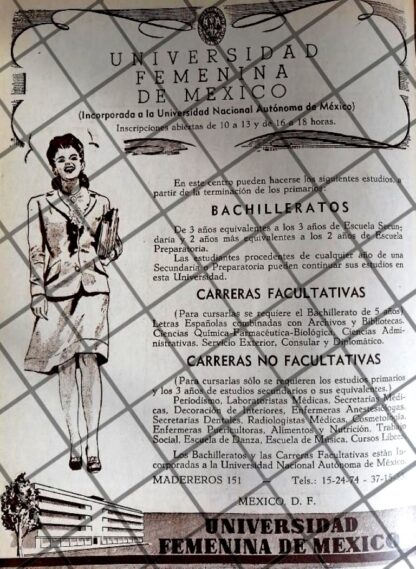 UNIVERSIDAD
FEMENINA
DE MEXICO
(Incorporada a la Universidad Nacional Autónoma de México)
Inscripciones abiertas de 10 a 13 y de 16 a 18 horas.
En este centro pueden hacerse los siguientes estudios, a
partir de la terminación de los primarios:
BACHILLERATOS
De 3 años equivalentes a los 3 años de Escuela Secun-
daria y 2 años más equivalentes a los 2 años de Escuela
Preparatoria.
Las estudiantes procedentes de cualquier año de una
Secundaria o Preparatoria pueden continuar sus estudios en
esta Universidad.
CARRERAS FACULTATIVAS
(Para cursarlas se requiere el Bachillerato de 5 años)
Letras Españolas combinadas con Archivos y Bibliotecas.
Ciencias Química-Farmacéutica-Biológica, Ciencias Admi-
nistrativas. Servicio Exterior, Consular y Diplomático.
CARRERAS NO FACULTATIVAS
(Para cursarlas sólo se requieren los estudios primarios
y los 3 años de estudios secundarios o sus equivalentes.)
Periodismo, Laboratoristas Médicas, Secretarias Médi-
cas, Decoración de Interiores, Enfermeras Anestesiólogas.
Secretarias Dentales, Radiologistas Médicas, Cosmetología.
Enfermeras Puericultoras, Alimentos y Nutrición. Trabajo
Social. Escuela de Danza, Escuela de Música. Cursos Libres.
Los Bachilleratos y las Carreras Facultativas están In-
corporadas a la Universidad Nacional Autónoma de México.
MADEREROS 151 — Tels.: 15-24-74 -
MEXICO, D. F.
UNIVERSIDAD
FEMENINA DE MEXICO